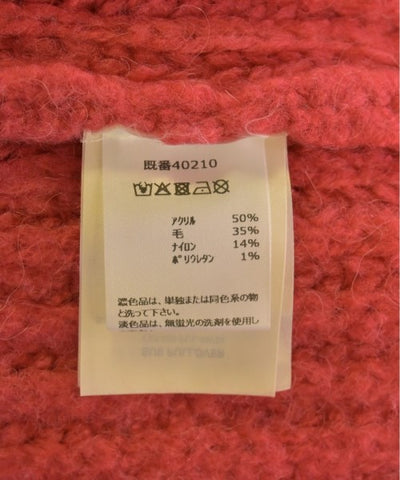 既番40210
アクリル 50%
毛 35%
ナイロン 14%
ポリウレタン 1%
濃色品は、単独または同色系の物
と洗って下さい。
淡色品は、無蛍光の洗剤を使用し